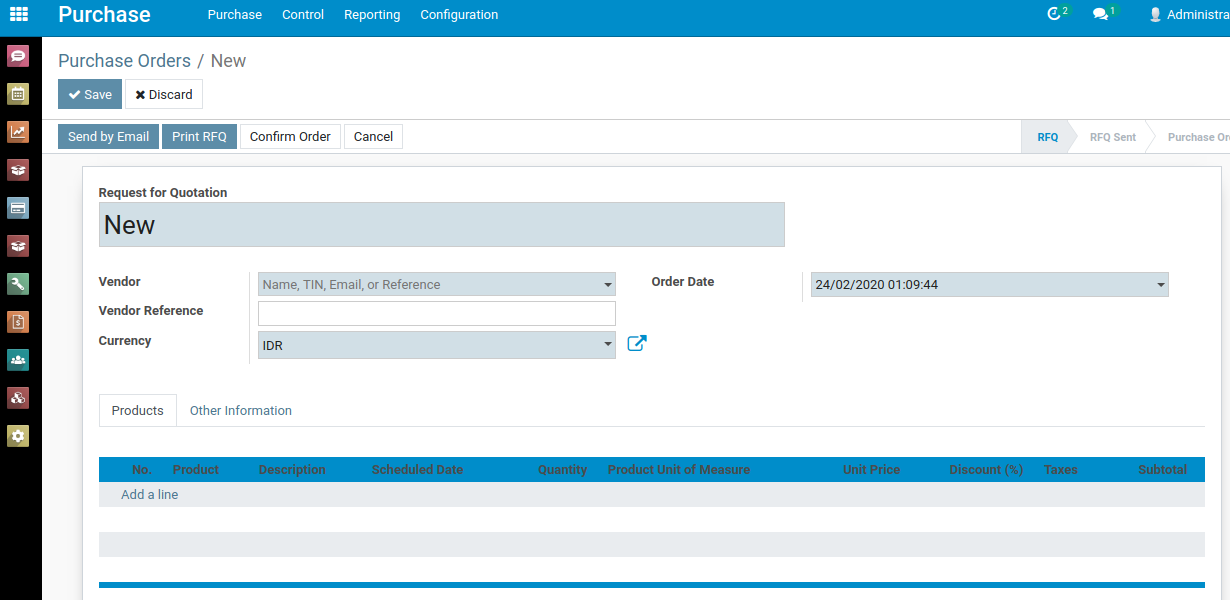 Purchase Purchase Control Reporting Configuration 2 1 Administra
Purchase Orders / New
Save Discard
Send by Email Print RFQ Confirm Order Cancel RFQ RFQ Sent Purchase Or
Request for Quotation
New
Vendor Name, TIN, Email, or Reference Order Date 24/02/2020 01:09:44
Vendor Reference
Currency IDR
Products Other Information
No. Product Description Scheduled Date Quantity Product Unit of Measure Unit Price Discount (%) Taxes Subtotal
Add a line